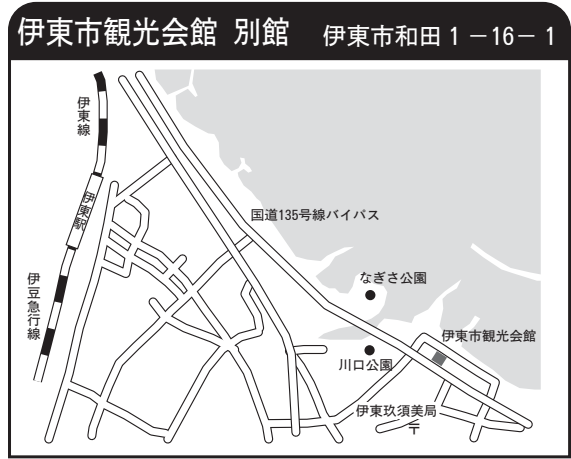 伊東市観光会館 別館 伊東市和田1－16－1
伊東線
伊東駅
伊豆急行線
国道135号線バイパス
なぎさ公園
伊東市観光会館
川口公園
伊東玖須美局
〒